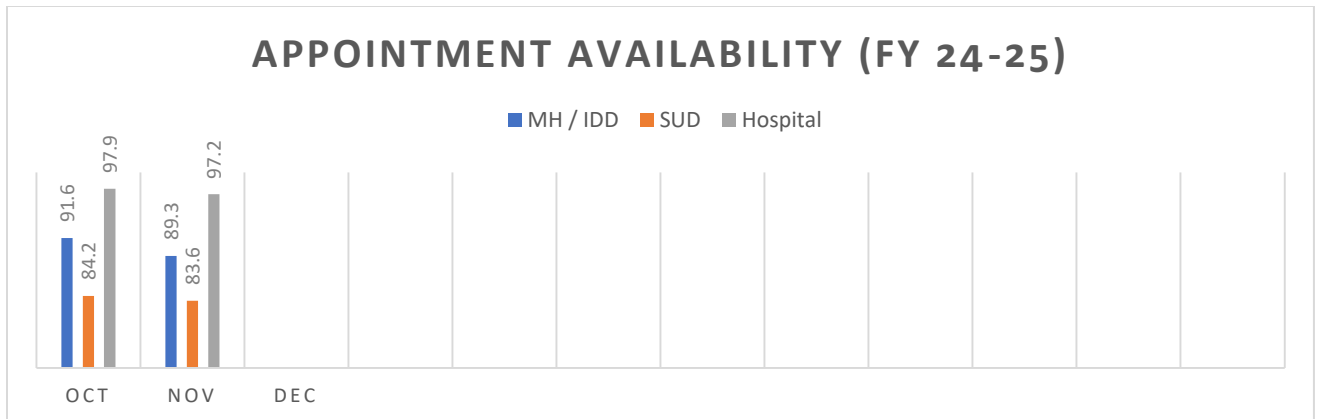 APPOINTMENT AVAILABILITY (FY 24-25)
MH / IDD SUD Hospital
91.6 84.2 97.9 89.3 83.6 97.2
OCT NOV DEC